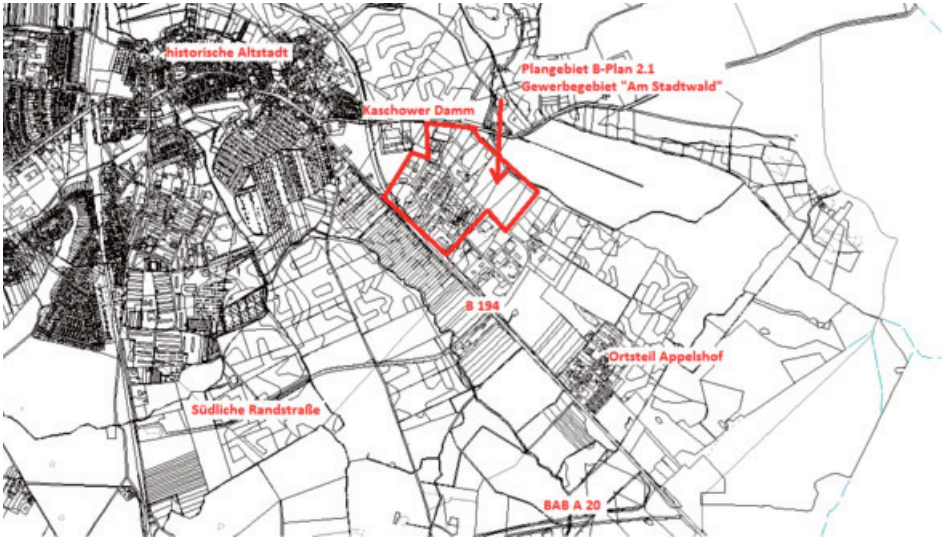 historische Altstadt
Plangebiet B-Plan 2.1
Gewerbegebiet "Am Stadtwald"
Kaschower Damm
B 194
Ortsteil Appelshof
Südliche Randstraße
BAB A 20